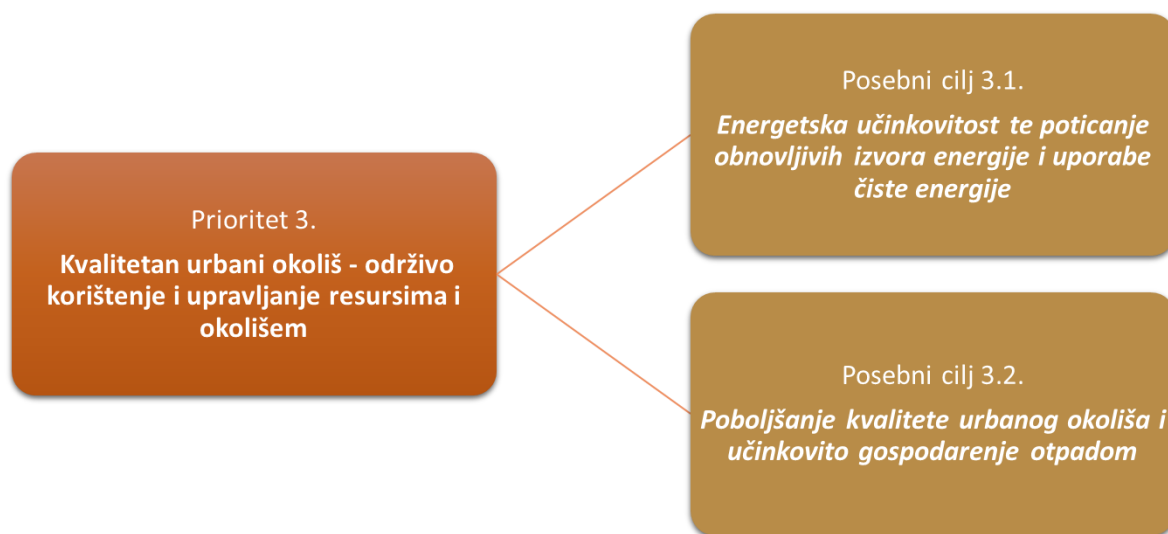 Prioritet 3.
Kvalitetan urbani okoliš - održivo
korištenje i upravljanje resursima i
okolišem
Posebni cilj 3.1.
Energetska učinkovitost te poticanje
obnovljivih izvora energije i uporabe
čiste energije
Posebni cilj 3.2.
Poboljšanje kvalitete urbanog okoliša i
učinkovito gospodarenje otpadom